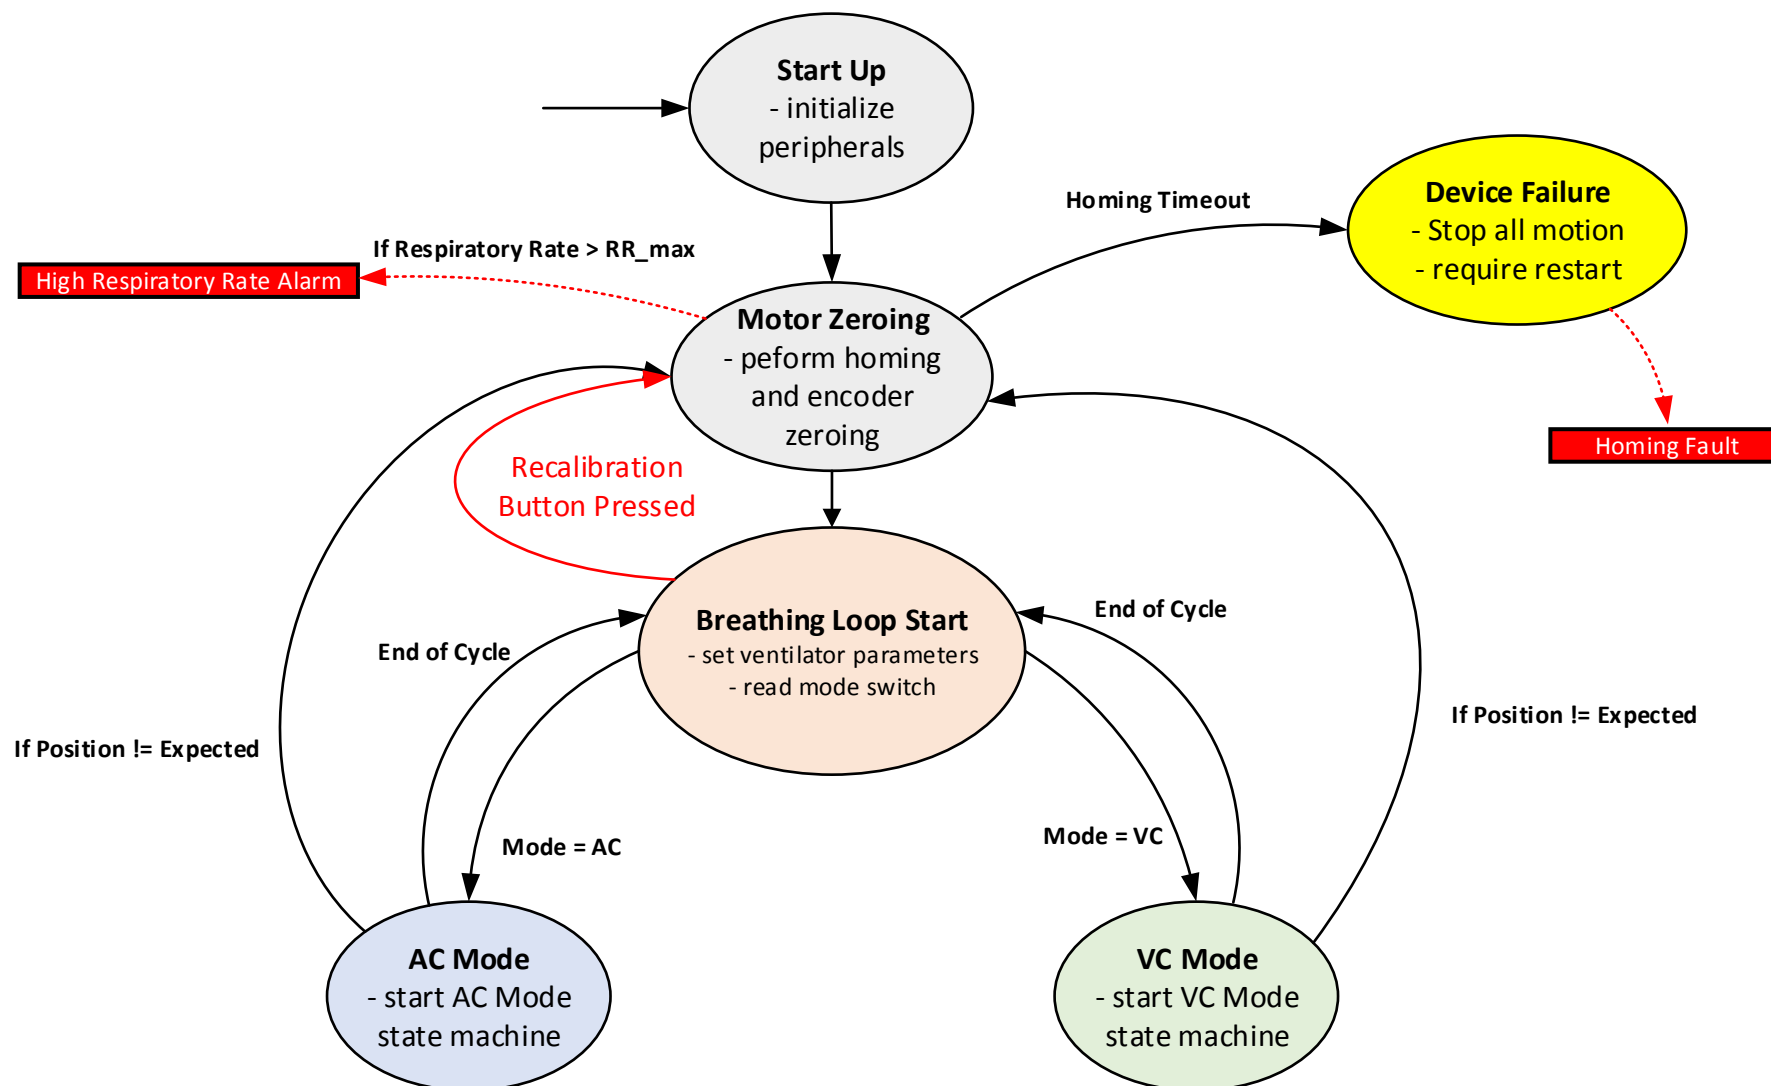 Start Up
- initialize
peripherals
Homing Timeout
Device Failure
- Stop all motion
- require restart
If Respiratory Rate > RR_max
High Respiratory Rate Alarm
Motor Zeroing
- peform homing
and encoder
zeroing
Homing Fault
Recalibration
Button Pressed
Breathing Loop Start
- set ventilator parameters
- read mode switch
End of Cycle
End of Cycle
If Position != Expected
If Position != Expected
Mode = AC
Mode = VC
AC Mode
- start AC Mode
state machine
VC Mode
- start VC Mode
state machine